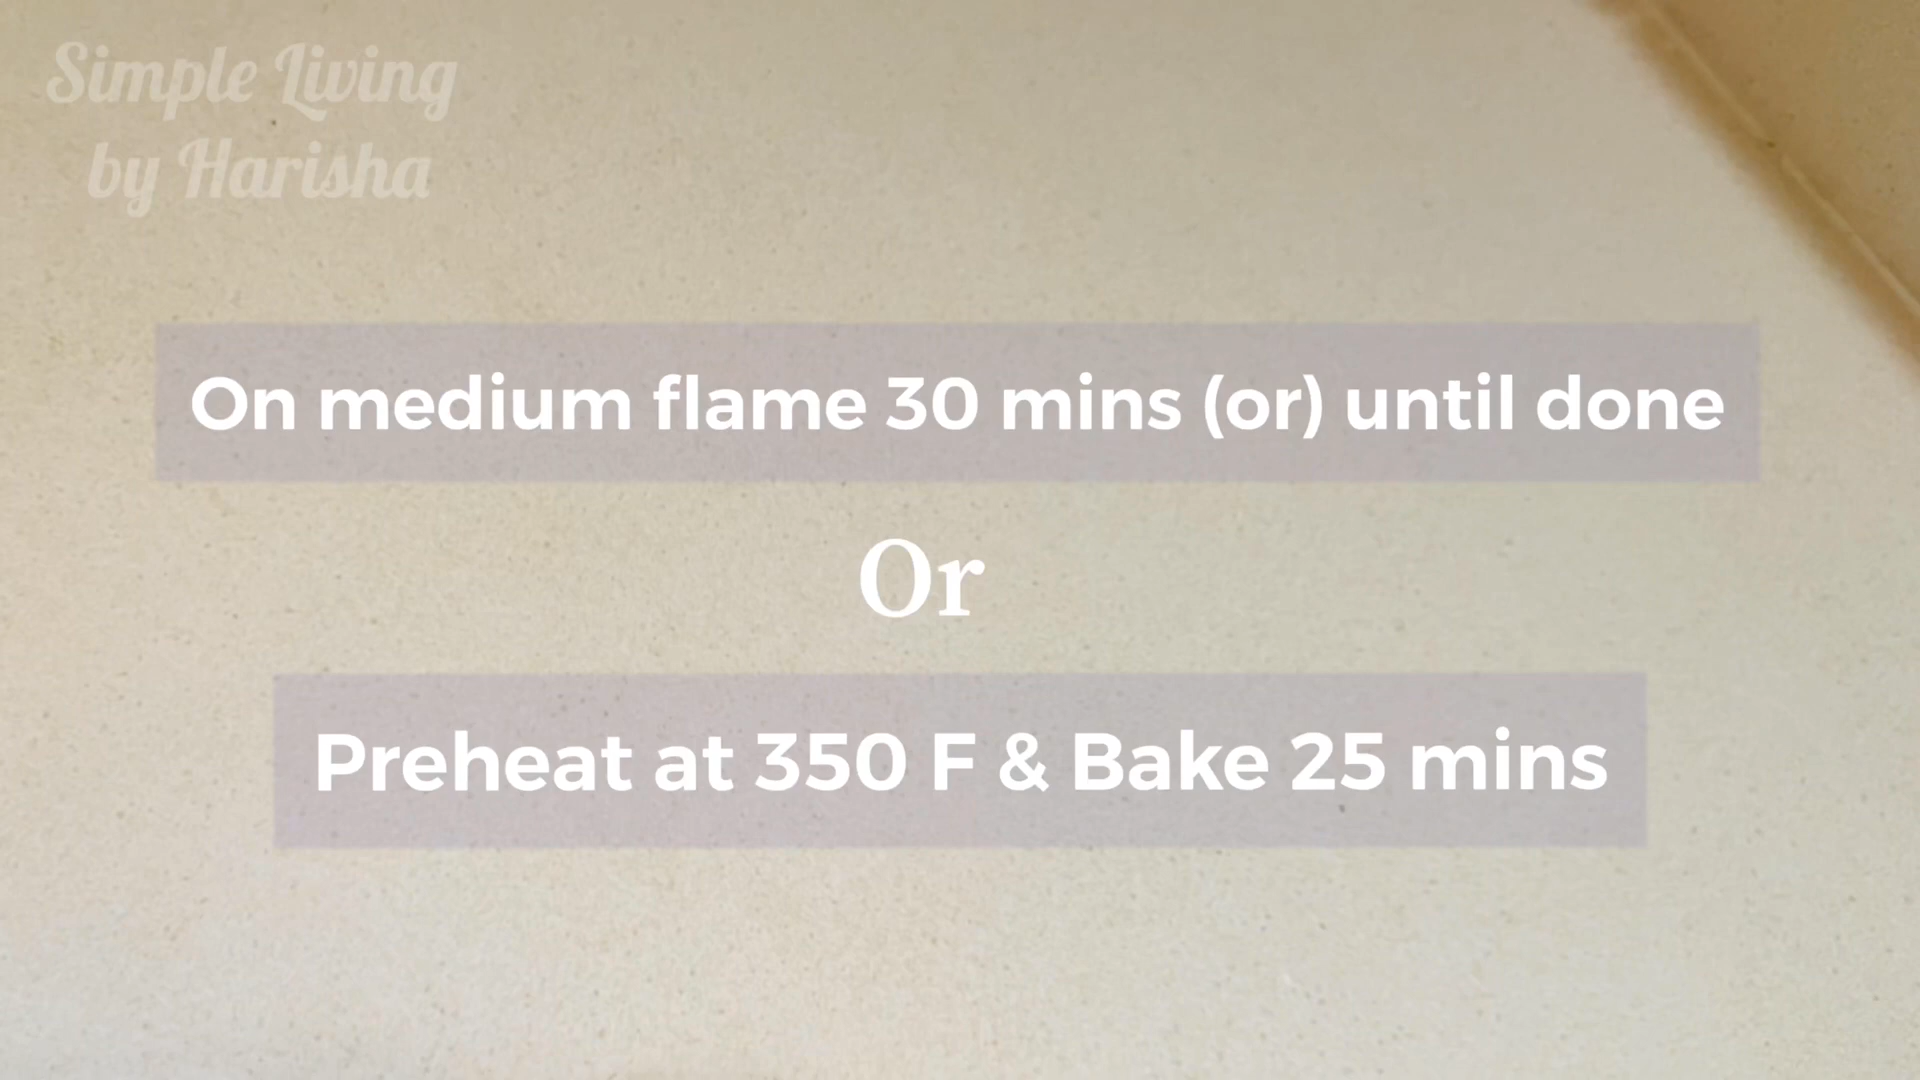 Simple Living
by Harisha
On medium flame 30 mins (or) until done
Or
Preheat at 350 F & Bake 25 mins